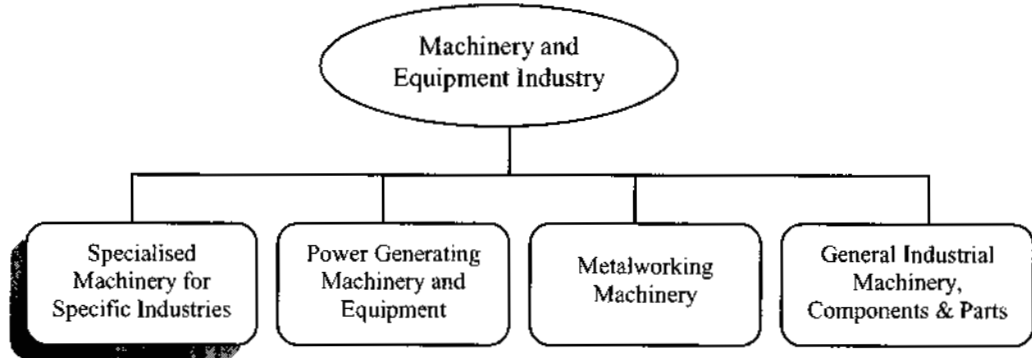 Machinery and
Equipment Industry
Specialised
Machinery for
Specific Industries
Power Generating
Machinery and
Equipment
Metalworking
Machinery
General Industrial
Machinery,
Components & Parts